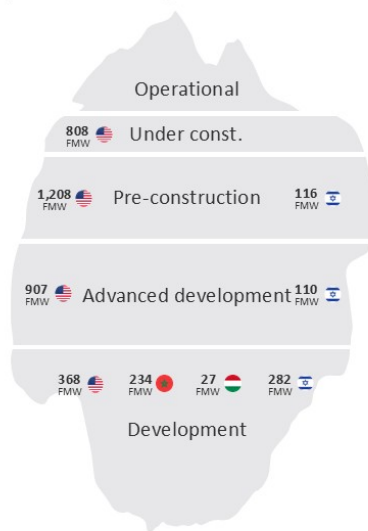 Operational
808
FMW
Under const.
1,208
FMW
Pre-construction
116
FMW
907
FMW
Advanced development
110
FMW
368
FMW
234
FMW
27
FMW
282
FMW
Development